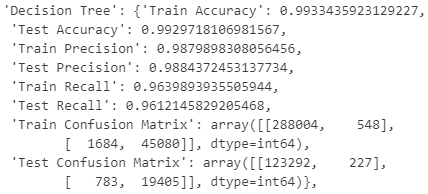 'Decision Tree': {'Train Accuracy': 0.9933435923129227,
'Test Accuracy': 0.9929718106981567,
'Train Precision': 0.9879898308056456,
'Test Precision': 0.9884372453137734,
'Train Recall': 0.9639893935505944,
'Test Recall': 0.9612145829205468,
'Train Confusion Matrix': array([[288004,    548],
[  1684,  45080]], dtype=int64),
'Test Confusion Matrix': array([[123292,    227],
[   783,  19405]], dtype=int64)},